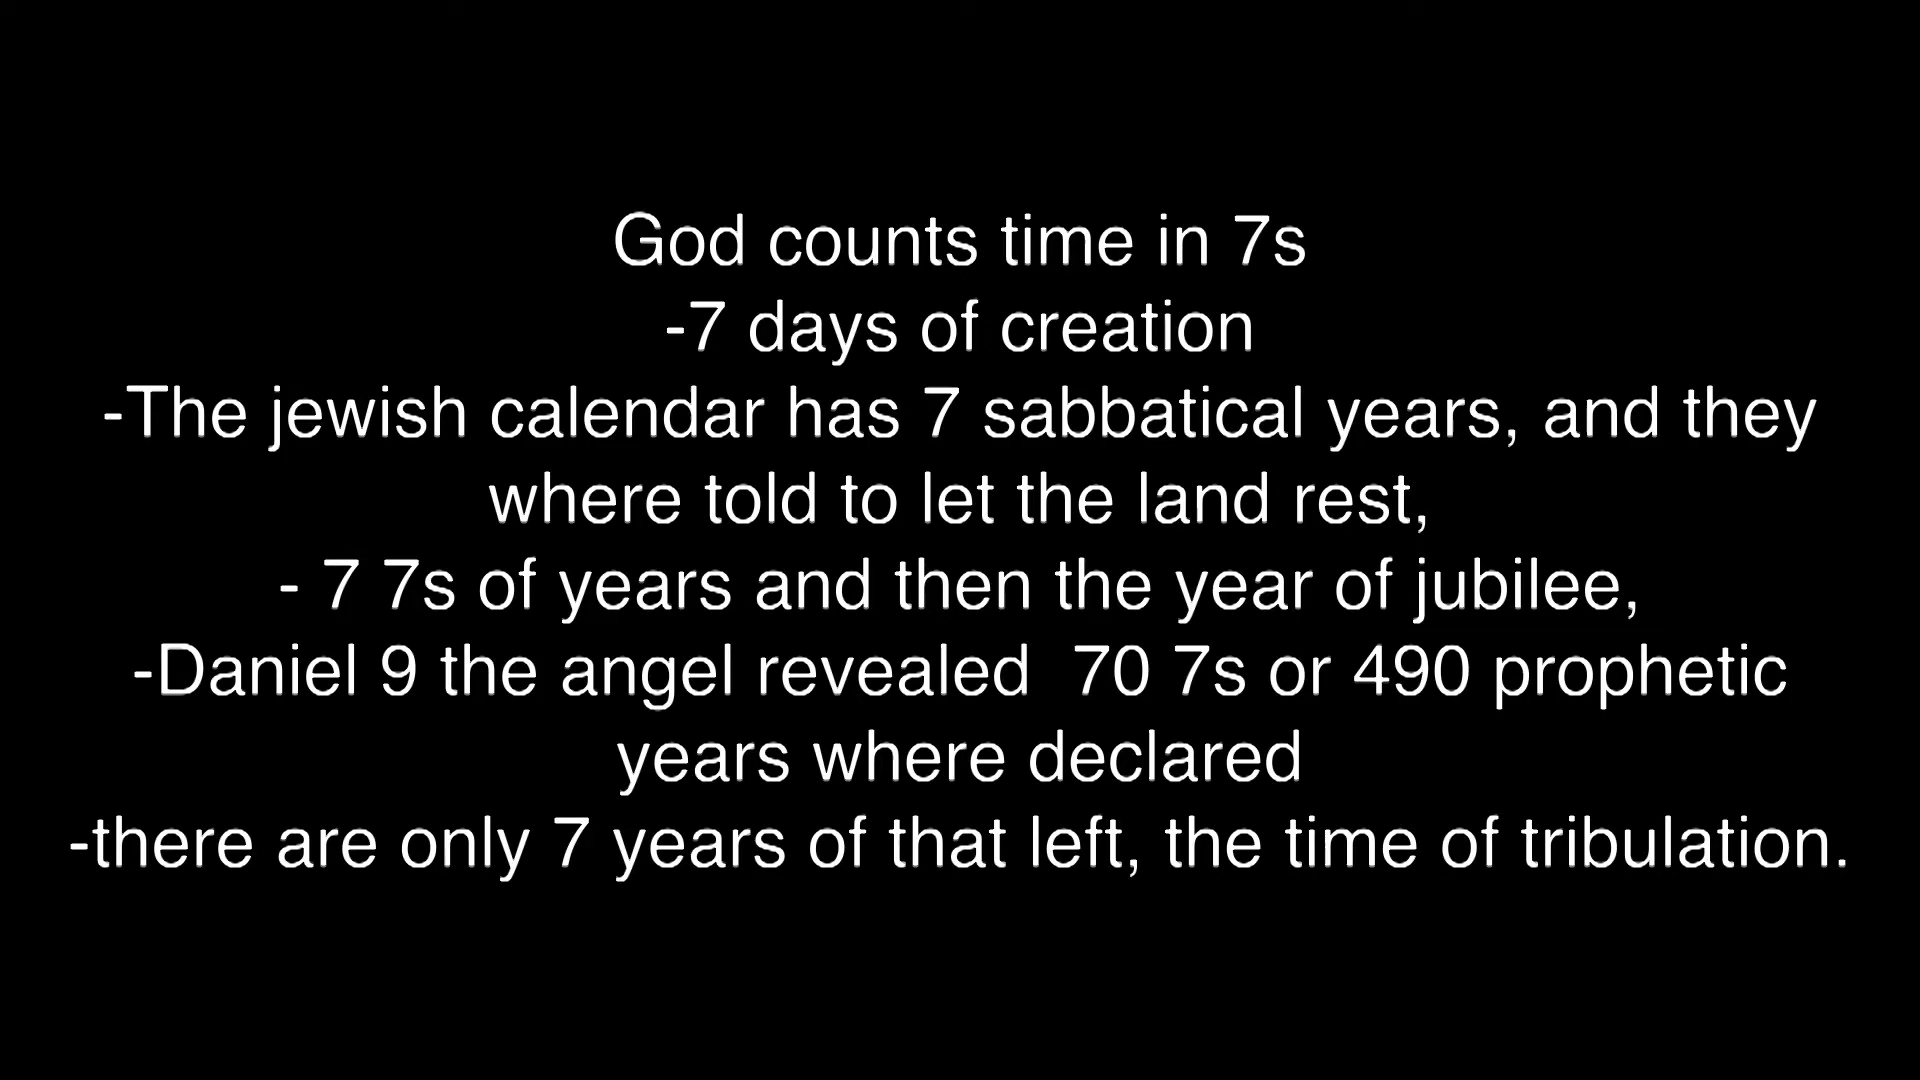 God counts time in 7s
-7 days of creation
-The jewish calendar has 7 sabbatical years, and they
where told to let the land rest,
- 7 7s of years and then the year of jubilee,
-Daniel 9 the angel revealed  70 7s or 490 prophetic
years where declared
-there are only 7 years of that left, the time of tribulation.